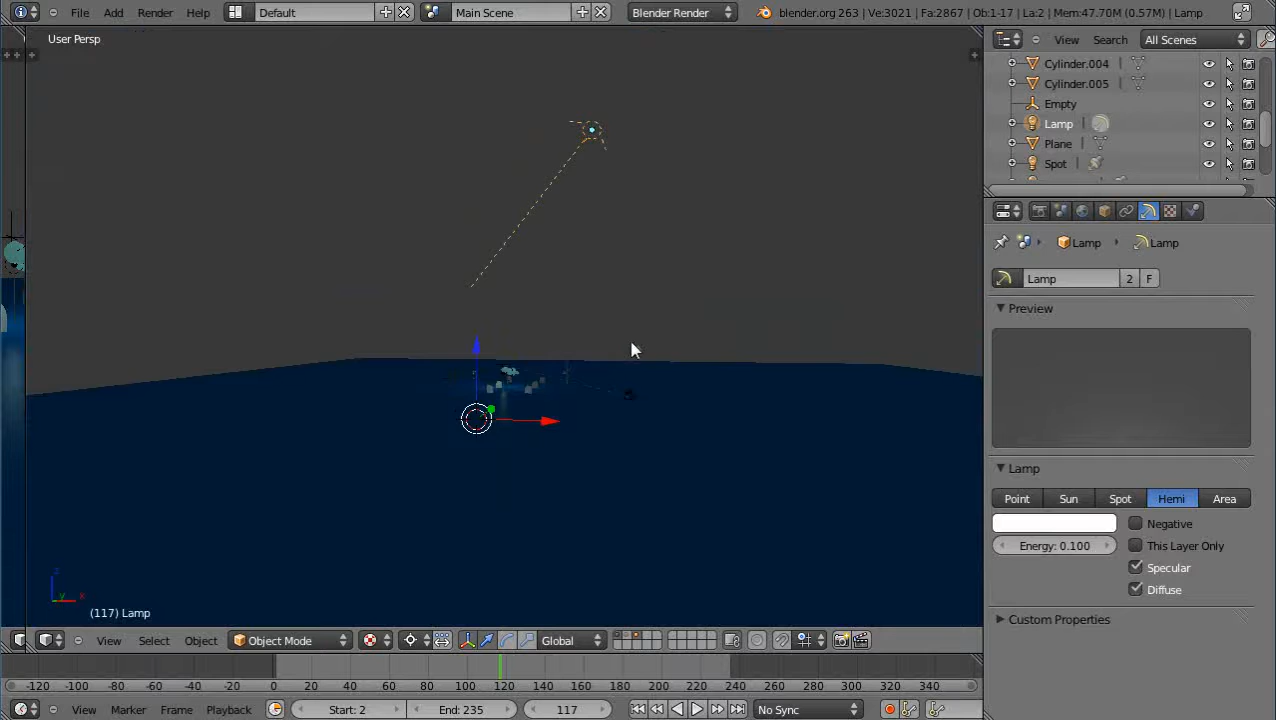 File Add Render Help Default Main Scene Blender Render blender.org 263 | Ve:3021 | Fa:2867 | Ob:1-17 | La:2 | Mem:47.70M (0.57M) | Lamp
User Persp
View Search All Scenes
Cylinder.004
Cylinder.005
Empty
Lamp
Plane
Spot
Lamp Lamp
Lamp 2 F
Preview
Lamp
Point Sun Spot Hemi Area
Negative
Energy: 0.100 This Layer Only
Specular
Diffuse
Custom Properties
z
y x
(117) Lamp
View Select Object Object Mode Global
-120 -100 -80 -60 -40 -20 0 20 40 60 80 100 120 140 160 180 200 220 240 260 280 300 320 340
View Marker Frame Playback Start: 2 End: 235 117 No Sync